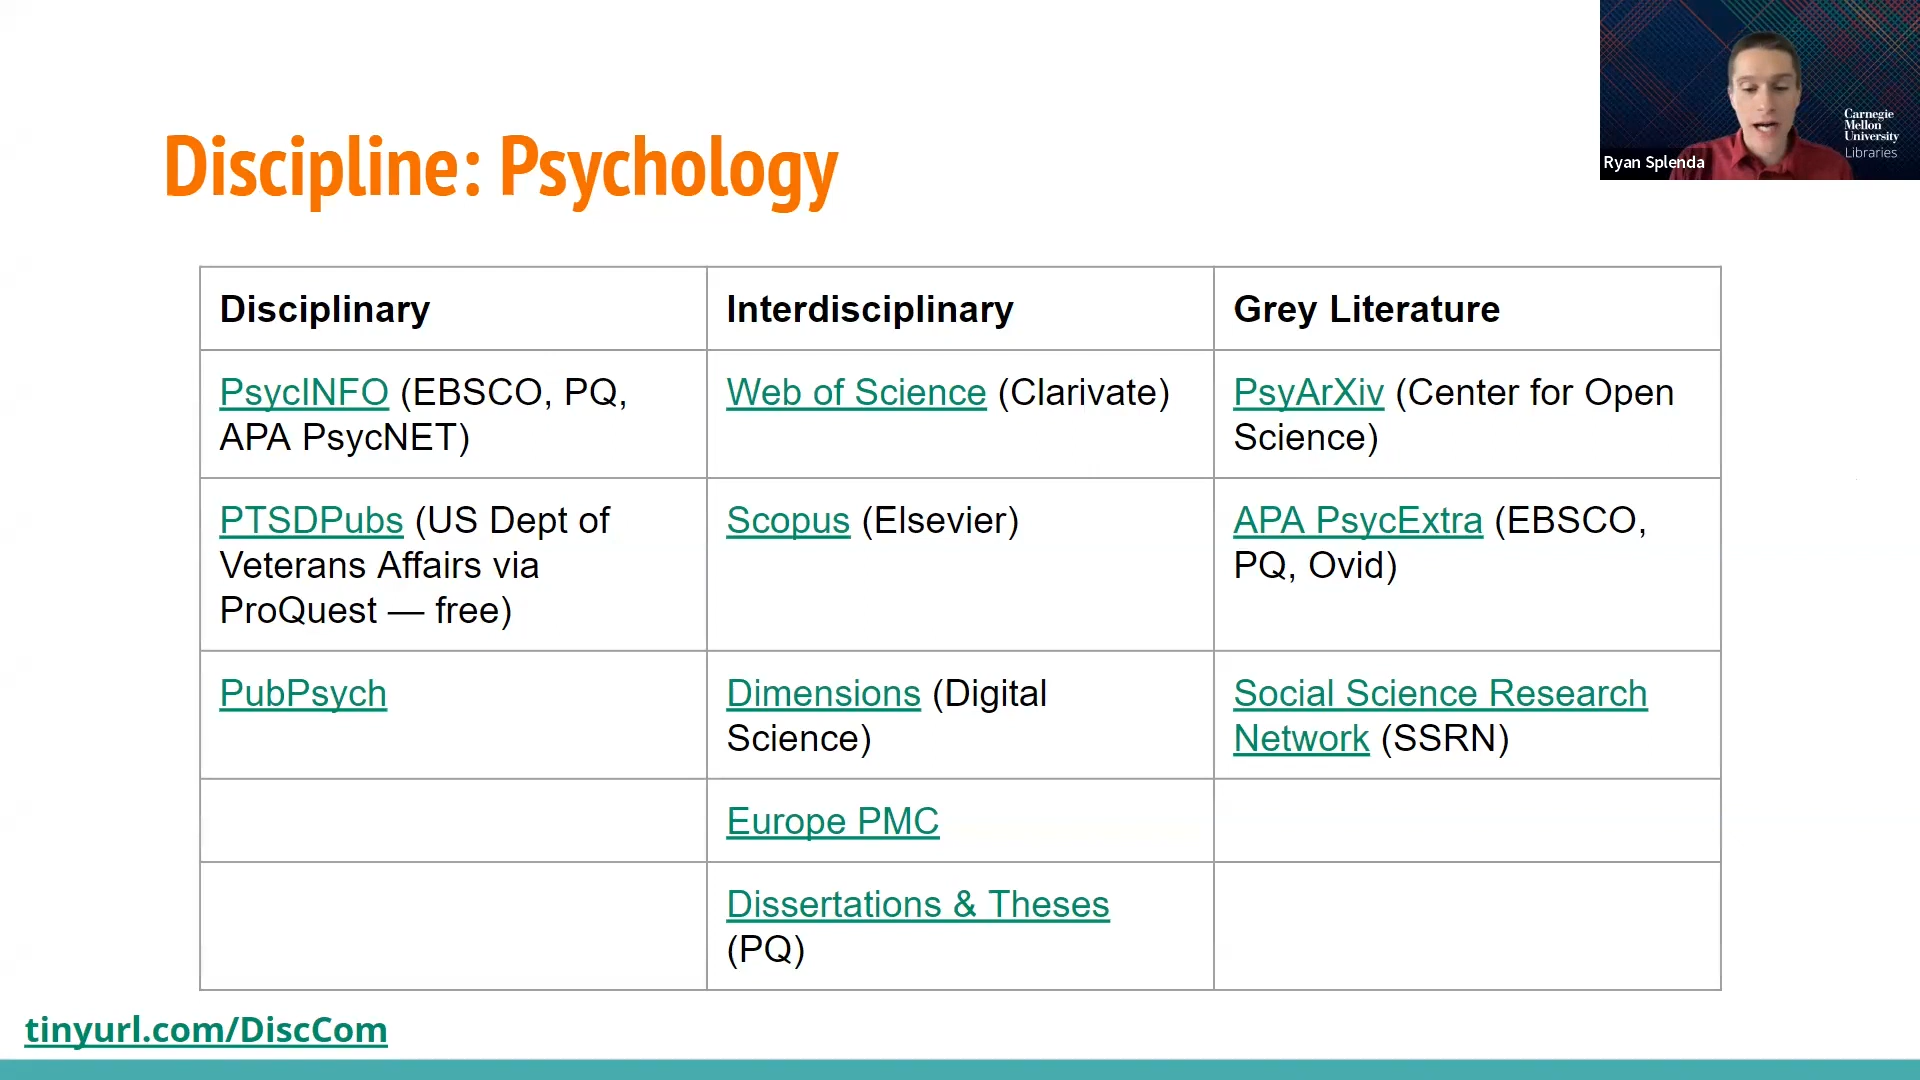 Discipline: Psychology
Carnegie
Mellon
University
Libraries
Ryan Splenda
Disciplinary
Interdisciplinary
Grey Literature
PsycINFO (EBSCO, PQ,
APA PsycNET)
Web of Science (Clarivate)
PsyArXiv (Center for Open
Science)
PTSDPubs (US Dept of
Veterans Affairs via
ProQuest — free)
Scopus (Elsevier)
APA PsycExtra (EBSCO,
PQ, Ovid)
PubPsych
Dimensions (Digital
Science)
Social Science Research
Network (SSRN)
Europe PMC
Dissertations & Theses
(PQ)
tinyurl.com/DiscCom